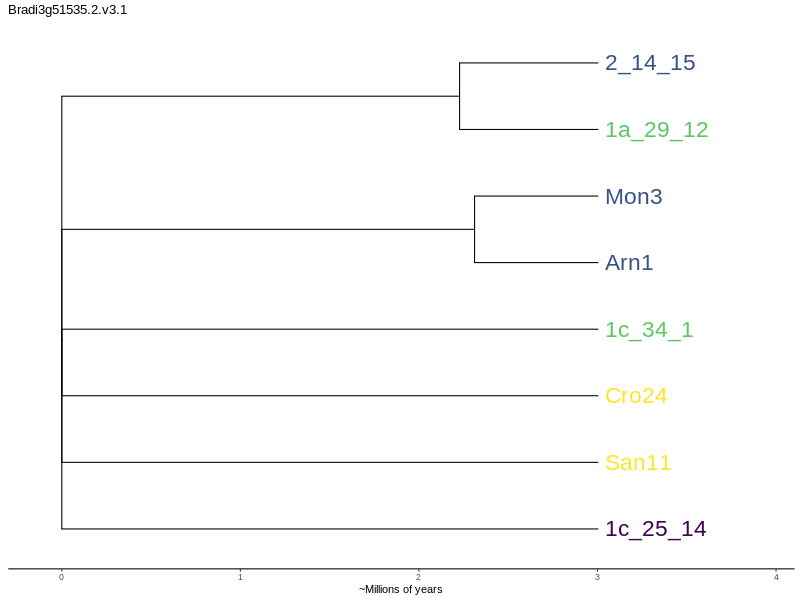 Bradi3g51535.2.v3.1
2_14_15
1a_29_12
Mon3
Arn1
1c_34_1
Cro24
San11
1c_25_14
0 1 2 3 4
~Millions of years